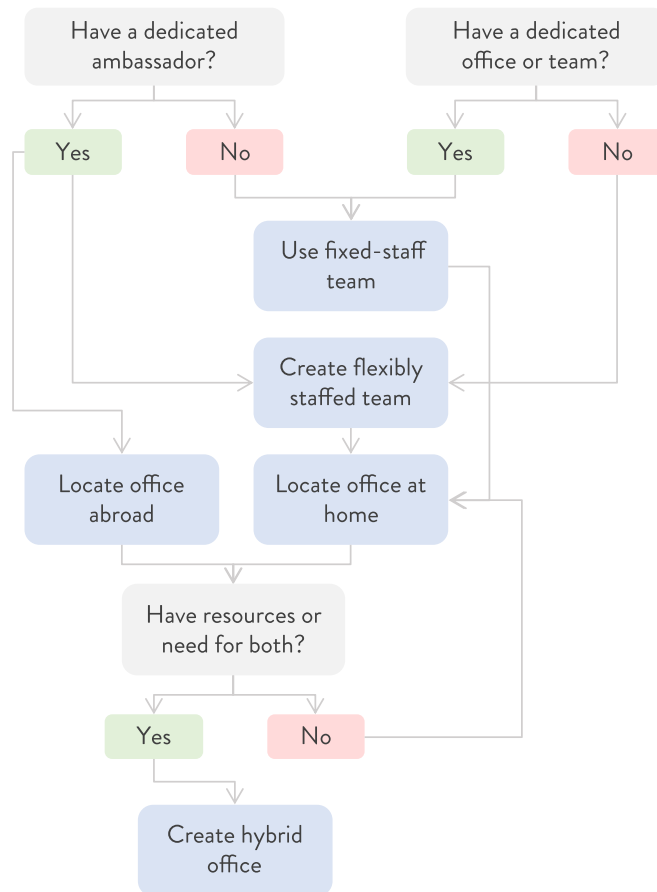 Have a dedicated
ambassador?
Have a dedicated
office or team?
Yes
No
Yes
No
Use fixed-staff
team
Create flexibly
staffed team
Locate office
abroad
Locate office at
home
Have resources or
need for both?
Yes
No
Create hybrid
office